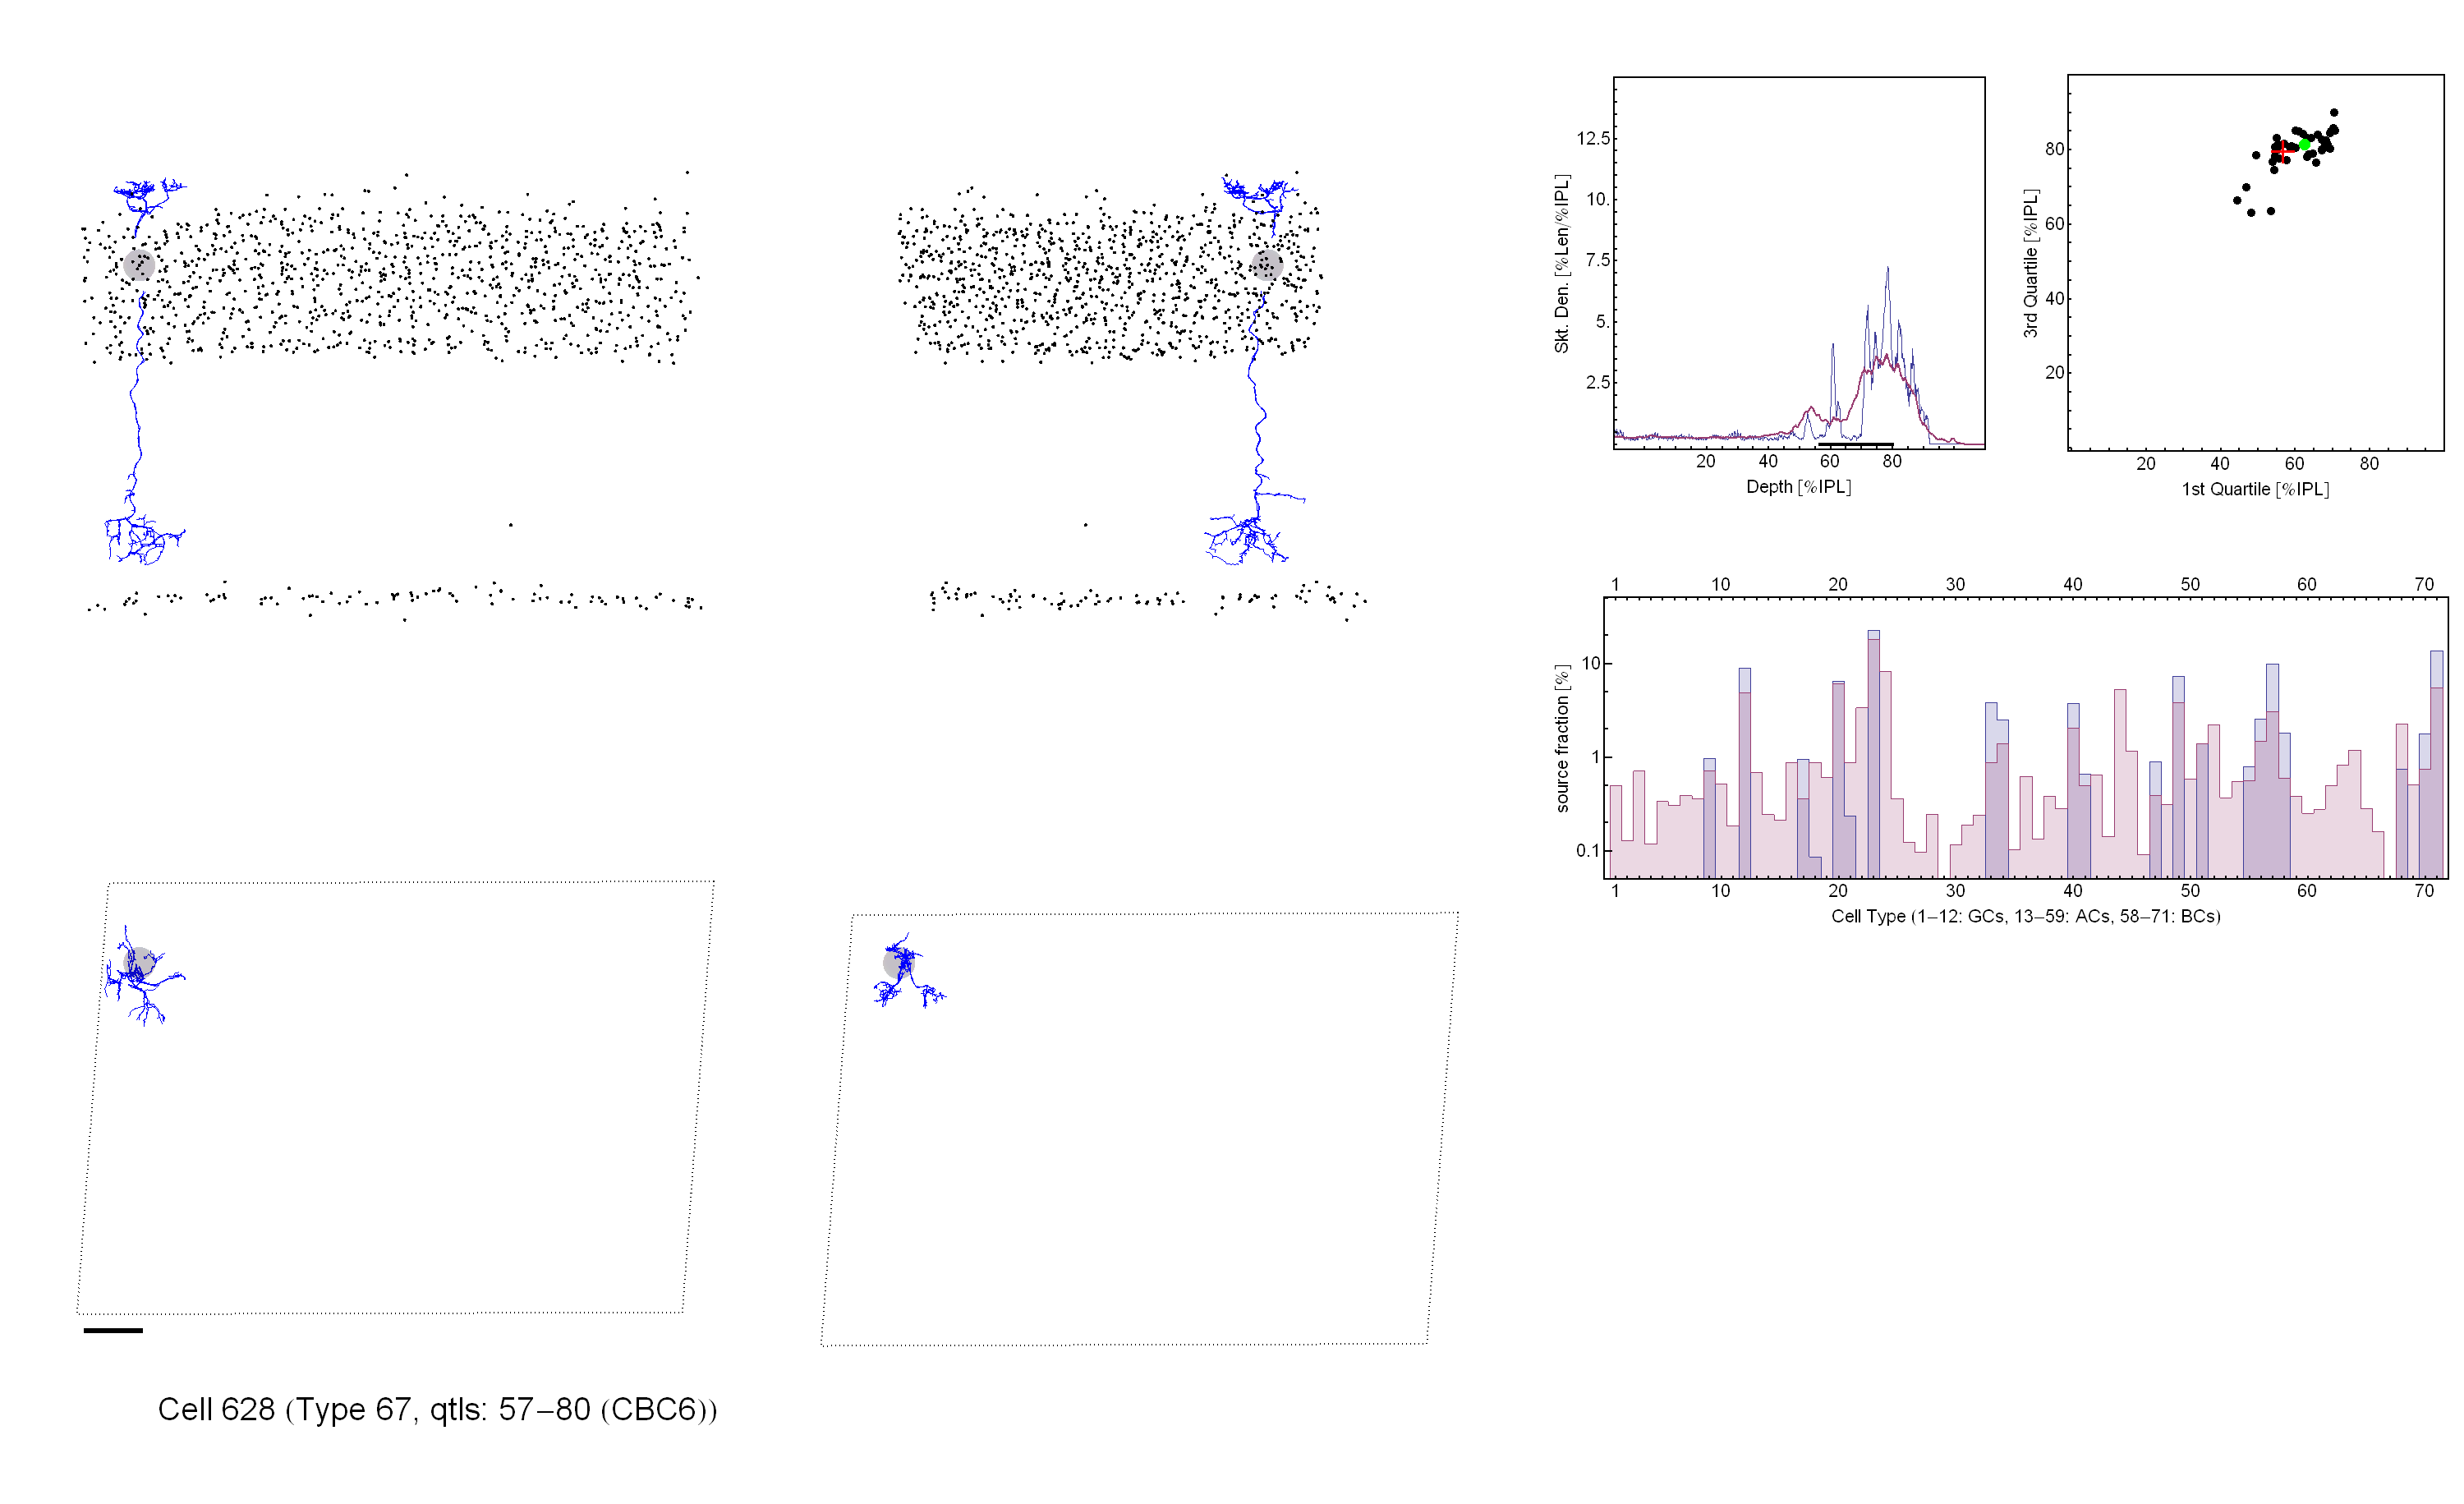 12.5
10.
7.5
5.
2.5
Skt. Den. [%Len/%IPL]
20 40 60 80
Depth [%IPL]
80
60
40
20
3rd Quartile [%IPL]
20 40 60 80
1st Quartile [%IPL]
1 10 20 30 40 50 60 70
10
1
0.1
source fraction [%]
1 10 20 30 40 50 60 70
Cell Type (1–12: GCs, 13–59: ACs, 58–71: BCs)
Cell 628 (Type 67, qtls: 57–80 (CBC6))